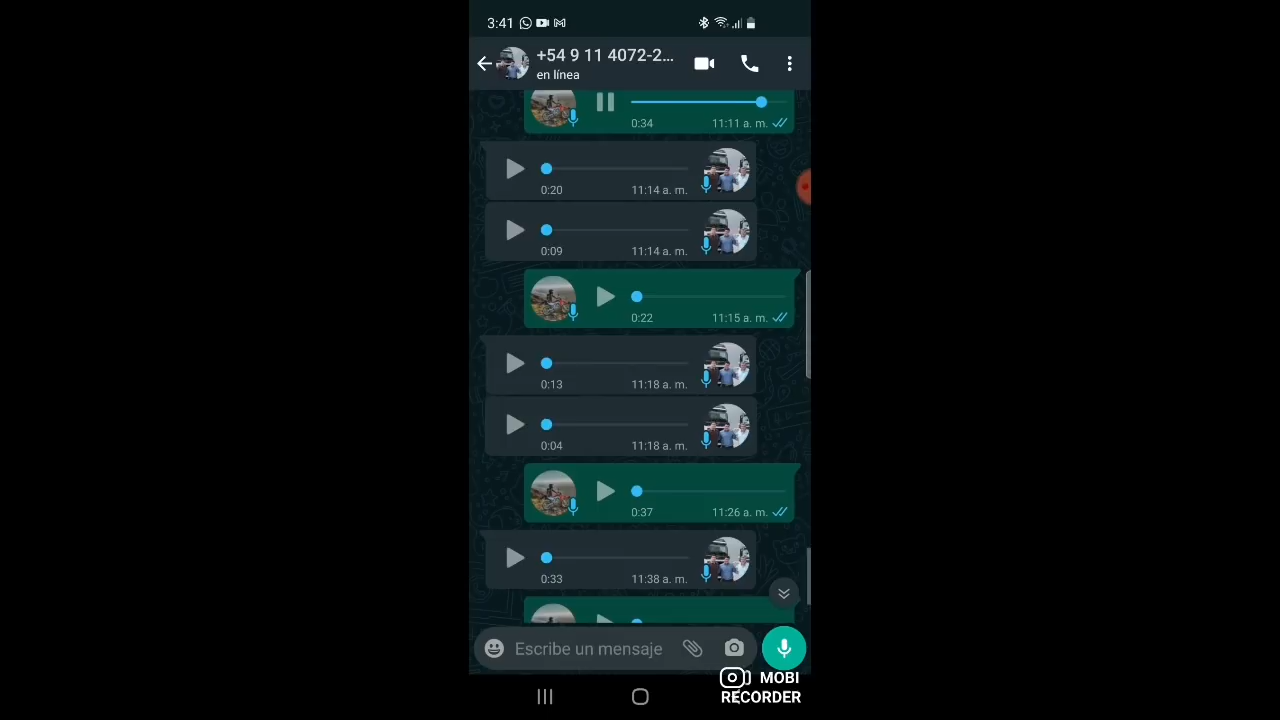 3:41
+54 9 11 4072-2...
en línea
0:34 11:11 a. m.
0:20 11:14 a. m.
0:09 11:14 a. m.
0:22 11:15 a. m.
0:13 11:18 a. m.
0:04 11:18 a. m.
0:37 11:26 a. m.
0:33 11:38 a. m.
Escribe un mensaje
MOBI
RECORDER